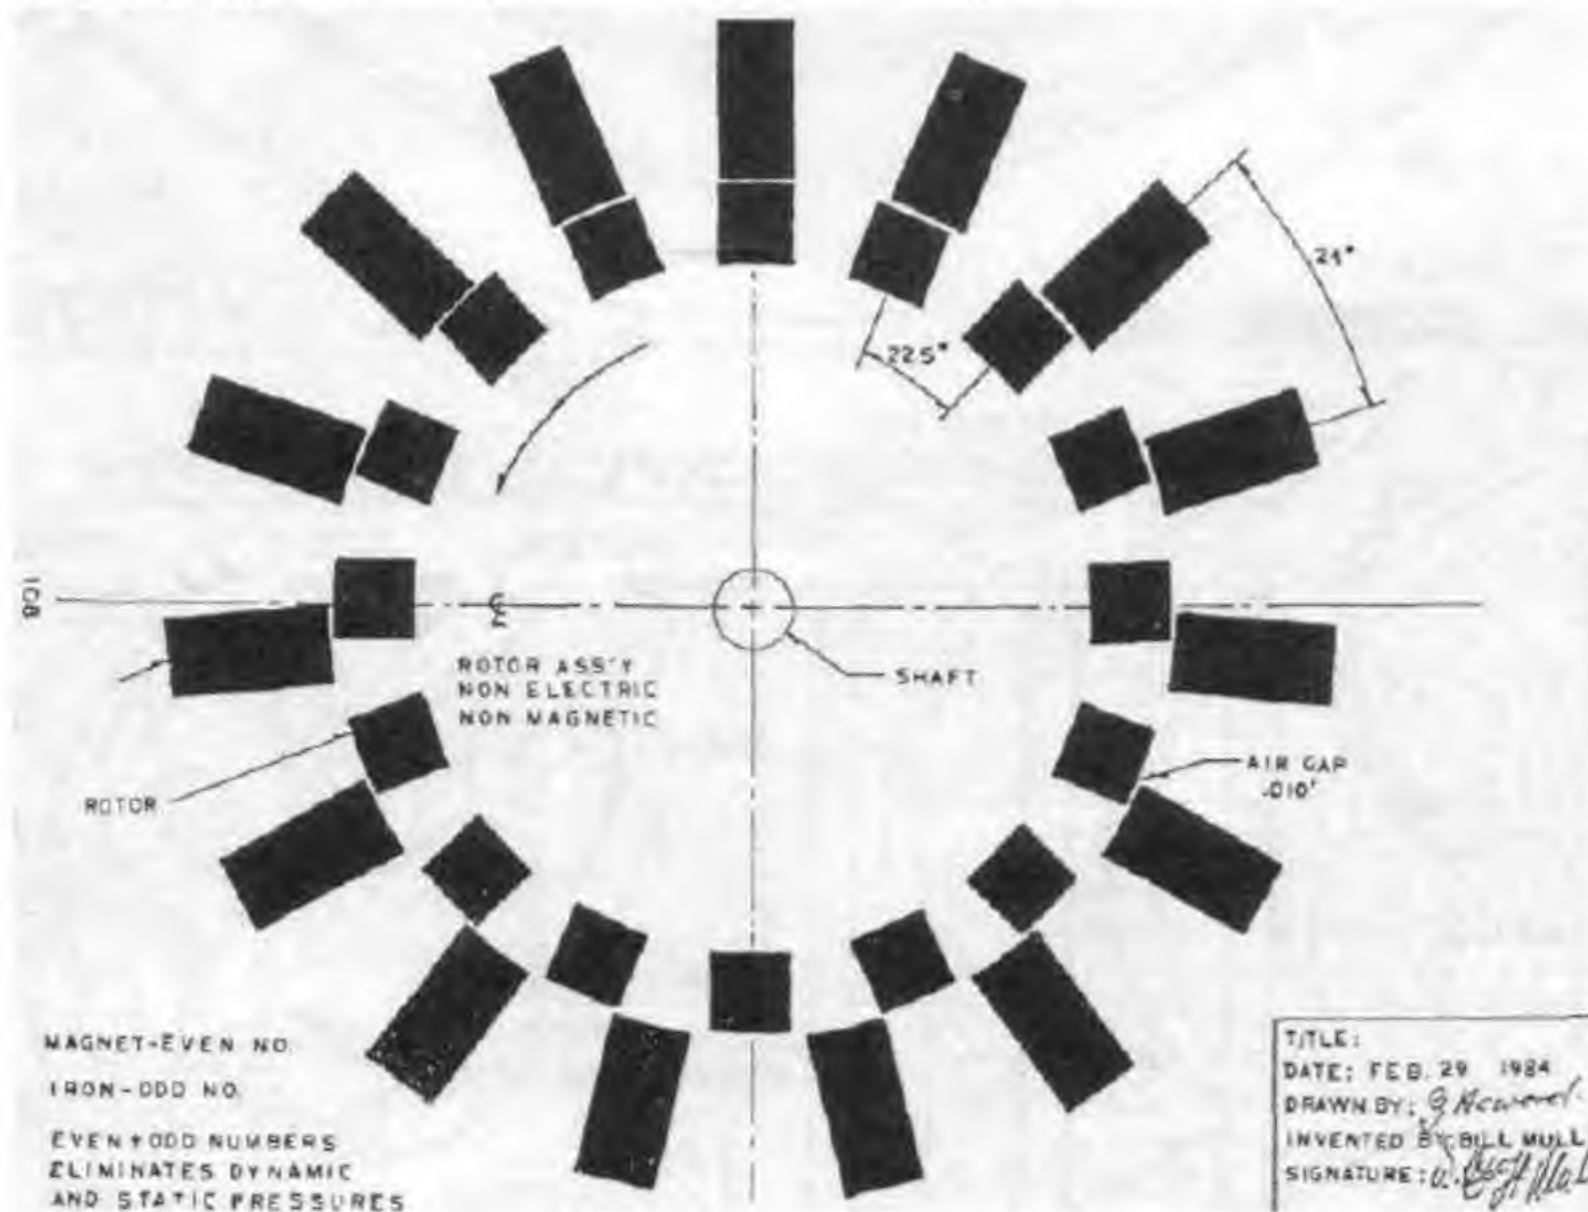 24°
22.5°
108
ROTOR ASS'Y
NON ELECTRIC
NON MAGNETIC
SHAFT
AIR GAP
.010"
ROTOR
MAGNET-EVEN NO.
IRON-ODD NO.
EVEN & ODD NUMBERS
ELIMINATES DYNAMIC
AND STATIC PRESSURES
TITLE:
DATE: FEB. 29 1984
DRAWN BY:
INVENTED BY: BILL MULL
SIGNATURE: